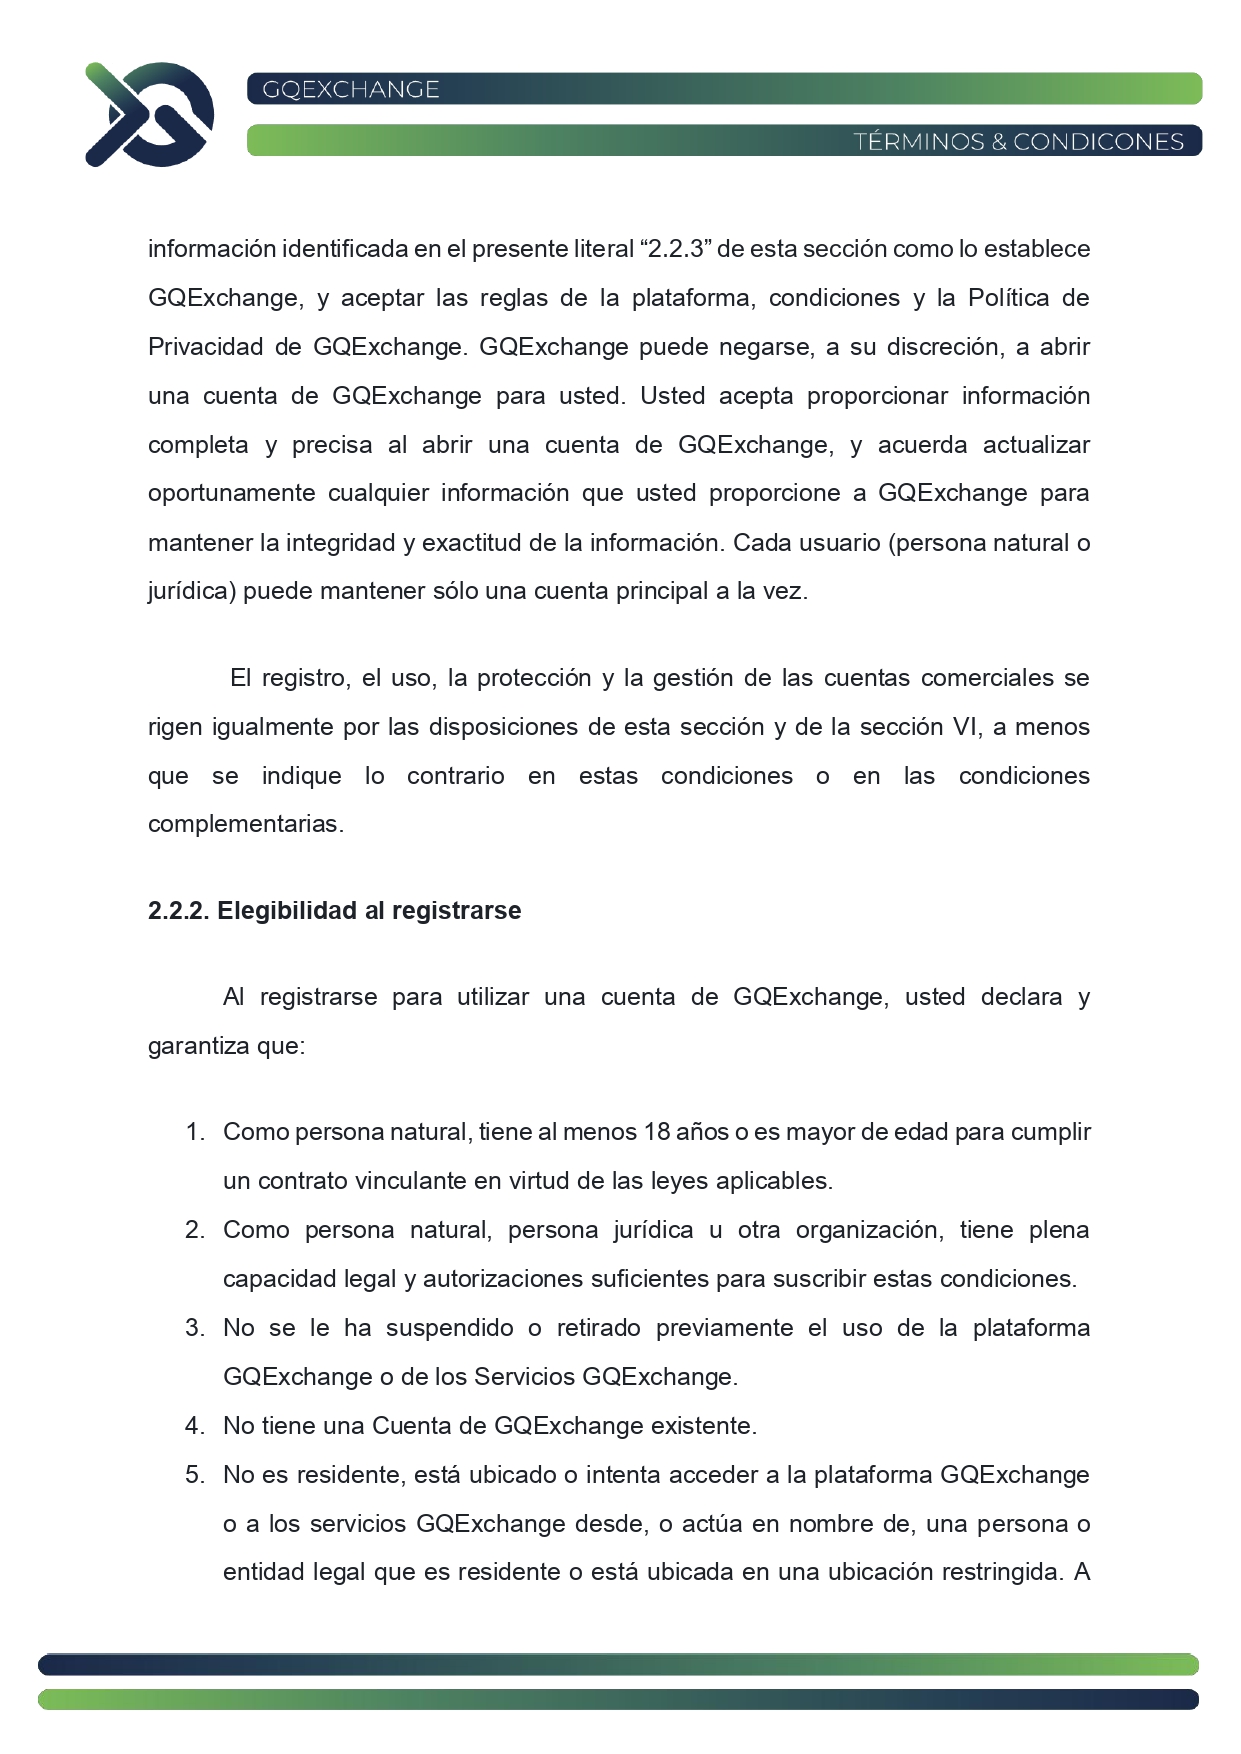 GQEXCHANGE
TÉRMINOS & CONDICONES
información identificada en el presente literal “2.2.3” de esta sección como lo establece
GQExchange, y aceptar las reglas de la plataforma, condiciones y la Política de
Privacidad de GQExchange. GQExchange puede negarse, a su discreción, a abrir
una cuenta de GQExchange para usted. Usted acepta proporcionar información
completa y precisa al abrir una cuenta de GQExchange, y acuerda actualizar
oportunamente cualquier información que usted proporcione a GQExchange para
mantener la integridad y exactitud de la información. Cada usuario (persona natural o
jurídica) puede mantener sólo una cuenta principal a la vez.
El registro, el uso, la protección y la gestión de las cuentas comerciales se
rigen igualmente por las disposiciones de esta sección y de la sección VI, a menos
que se indique lo contrario en estas condiciones o en las condiciones
complementarias.
2.2.2. Elegibilidad al registrarse
Al registrarse para utilizar una cuenta de GQExchange, usted declara y
garantiza que:
1. Como persona natural, tiene al menos 18 años o es mayor de edad para cumplir
un contrato vinculante en virtud de las leyes aplicables.
2. Como persona natural, persona jurídica u otra organización, tiene plena
capacidad legal y autorizaciones suficientes para suscribir estas condiciones.
3. No se le ha suspendido o retirado previamente el uso de la plataforma
GQExchange o de los Servicios GQExchange.
4. No tiene una Cuenta de GQExchange existente.
5. No es residente, está ubicado o intenta acceder a la plataforma GQExchange
o a los servicios GQExchange desde, o actúa en nombre de, una persona o
entidad legal que es residente o está ubicada en una ubicación restringida. A